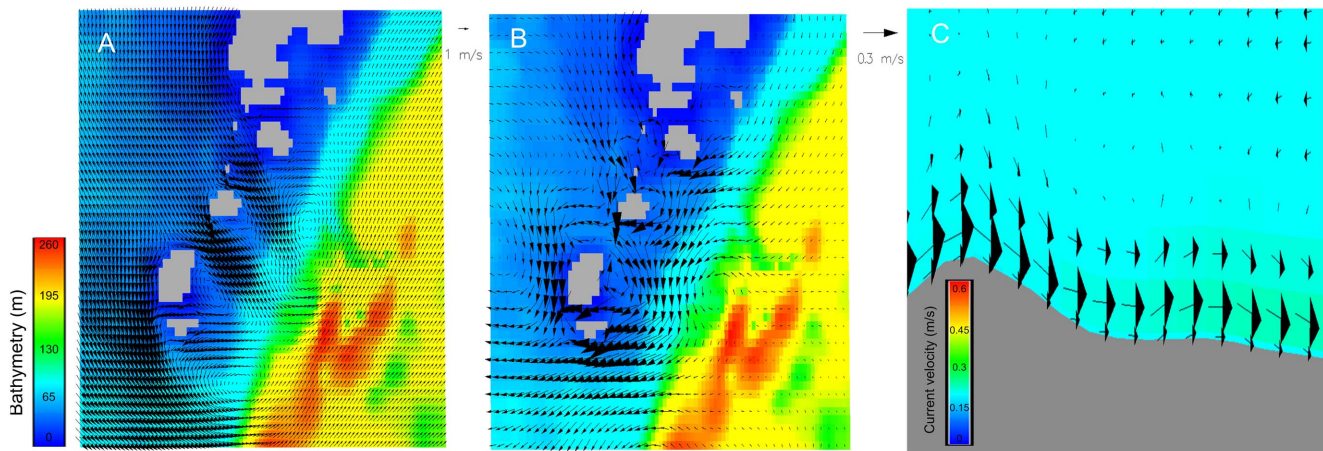 A
B
C
1 m/s
0.3 m/s
Bathymetry (m)
260
195
130
65
0
Current velocity (m/s)
0.6
0.45
0.3
0.15
0